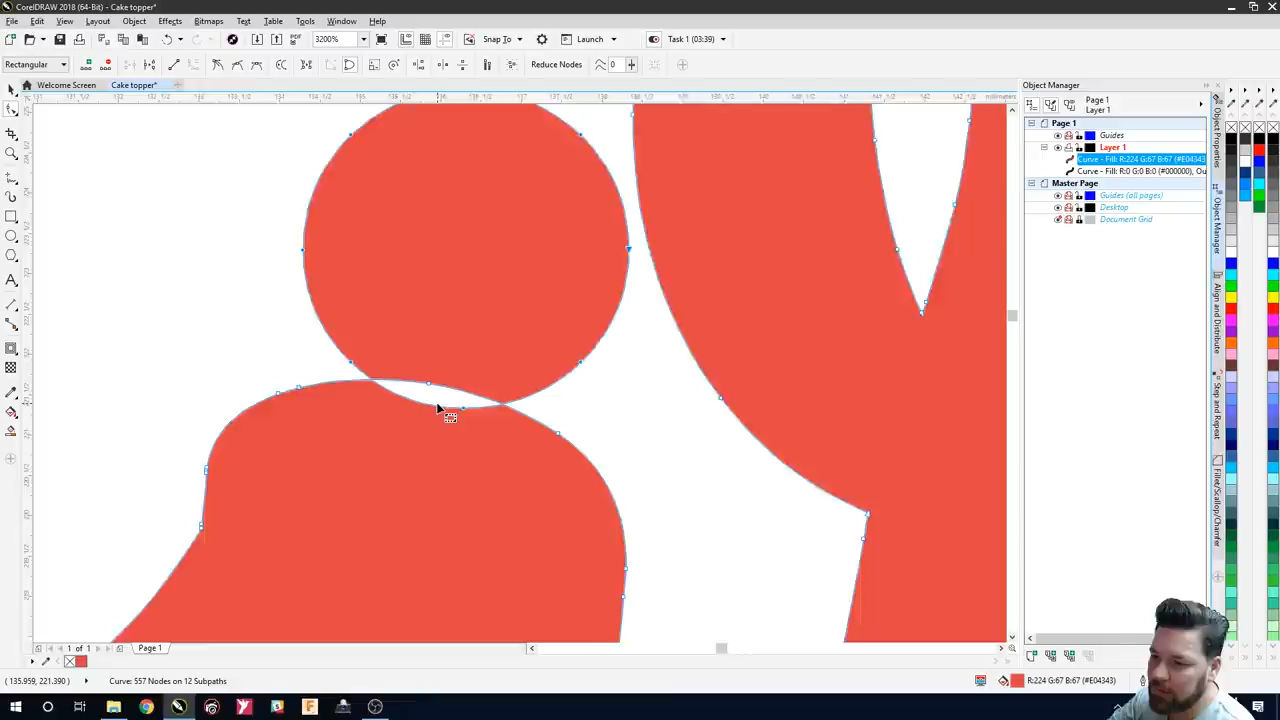 CorelDRAW 2018 (64-Bit) - Cake topper*
File Edit View Layout Object Effects Bitmaps Text Table Tools Window Help
PDF 3200% Snap To Launch Task 1 (03:39)
Rectangular Reduce Nodes 0
Welcome Screen Cake topper*
Object Manager
millimeters
Page 1
Layer 1
Page 1
Guides
Layer 1
Curve - Fill: R:224 G:67 B:67 (#E04343)
Curve - Fill: R:0 G:0 B:0 (#000000), Ou
Master Page
Guides (all pages)
Desktop
Document Grid
Object Properties
Object Manager
Align and Distribute
Step and Repeat
Fillet/Scallop/Chamfer
1 of 1 Page 1
(135.959, 221.390) Curve: 557 Nodes on 12 Subpaths R:224 G:67 B:67 (#E04343)